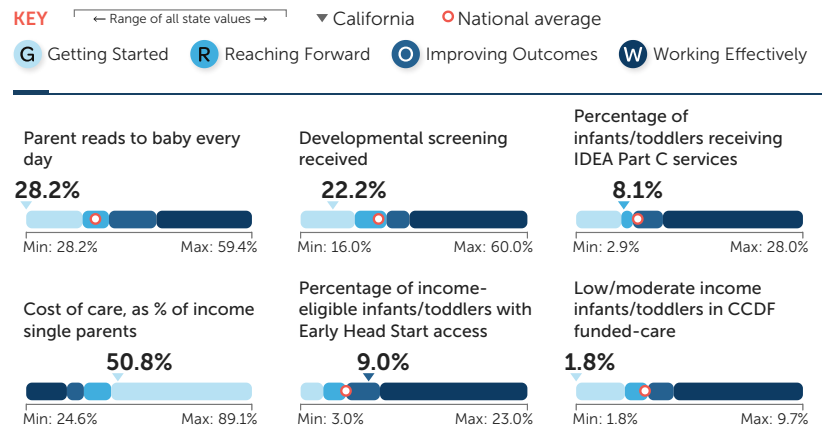 KEY
← Range of all state values →
California
National average
G Getting Started
R Reaching Forward
O Improving Outcomes
W Working Effectively
Parent reads to baby every
day
28.2%
Min: 28.2%
Max: 59.4%
Developmental screening
received
22.2%
Min: 16.0%
Max: 60.0%
Percentage of
infants/toddlers receiving
IDEA Part C services
8.1%
Min: 2.9%
Max: 28.0%
Cost of care, as % of income
single parents
50.8%
Min: 24.6%
Max: 89.1%
Percentage of income-
eligible infants/toddlers with
Early Head Start access
9.0%
Min: 3.0%
Max: 23.0%
Low/moderate income
infants/toddlers in CCDF
funded-care
1.8%
Min: 1.8%
Max: 9.7%